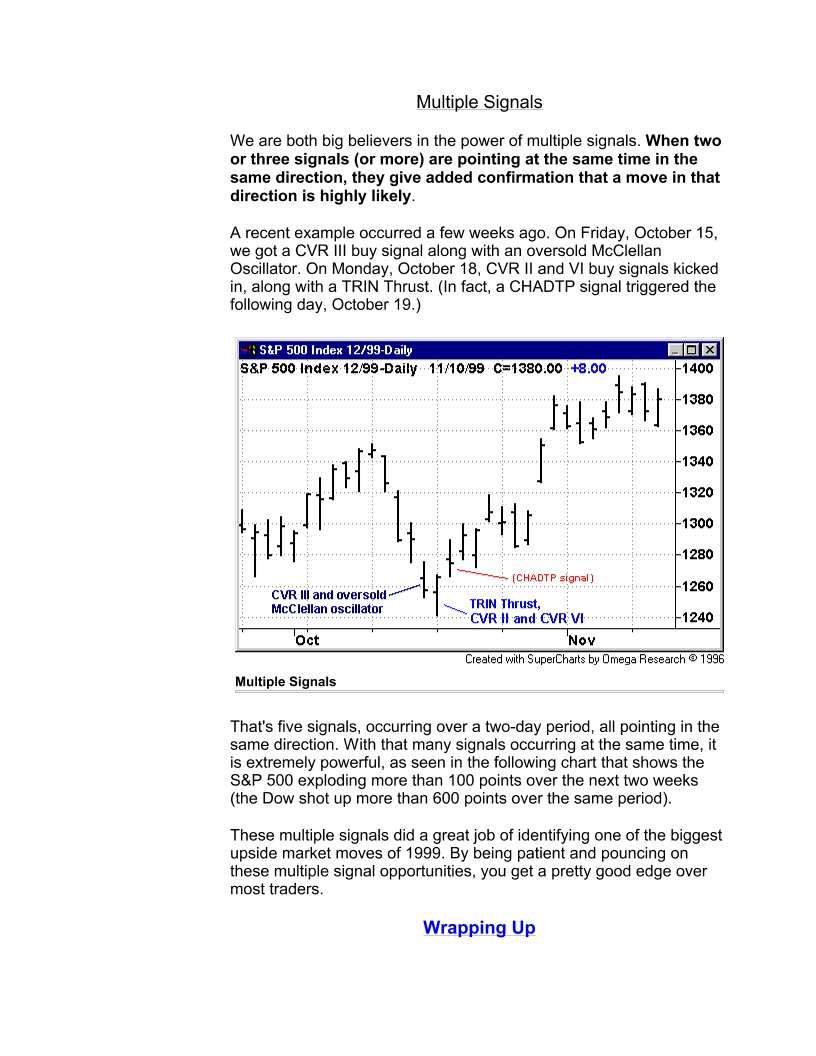 Multiple Signals
We are both big believers in the power of multiple signals. When two
or three signals (or more) are pointing at the same time in the
same direction, they give added confirmation that a move in that
direction is highly likely.
A recent example occurred a few weeks ago. On Friday, October 15,
we got a CVR III buy signal along with an oversold McClellan
Oscillator. On Monday, October 18, CVR II and VI buy signals kicked
in, along with a TRIN Thrust. (In fact, a CHADTP signal triggered the
following day, October 19.)
S&P 500 Index 12/99-Daily
S&P 500 Index 12/99-Daily 11/10/99 C=1380.00 +8.00
1400
1380
1360
1340
1320
1300
1280
1260
1240
(CHADTP signal)
CVR III and oversold
McClellan oscillator
TRIN Thrust,
CVR II and CVR VI
Oct Nov
Created with SuperCharts by Omega Research © 1996
Multiple Signals
That's five signals, occurring over a two-day period, all pointing in the
same direction. With that many signals occurring at the same time, it
is extremely powerful, as seen in the following chart that shows the
S&P 500 exploding more than 100 points over the next two weeks
(the Dow shot up more than 600 points over the same period).
These multiple signals did a great job of identifying one of the biggest
upside market moves of 1999. By being patient and pouncing on
these multiple signal opportunities, you get a pretty good edge over
most traders.
Wrapping Up